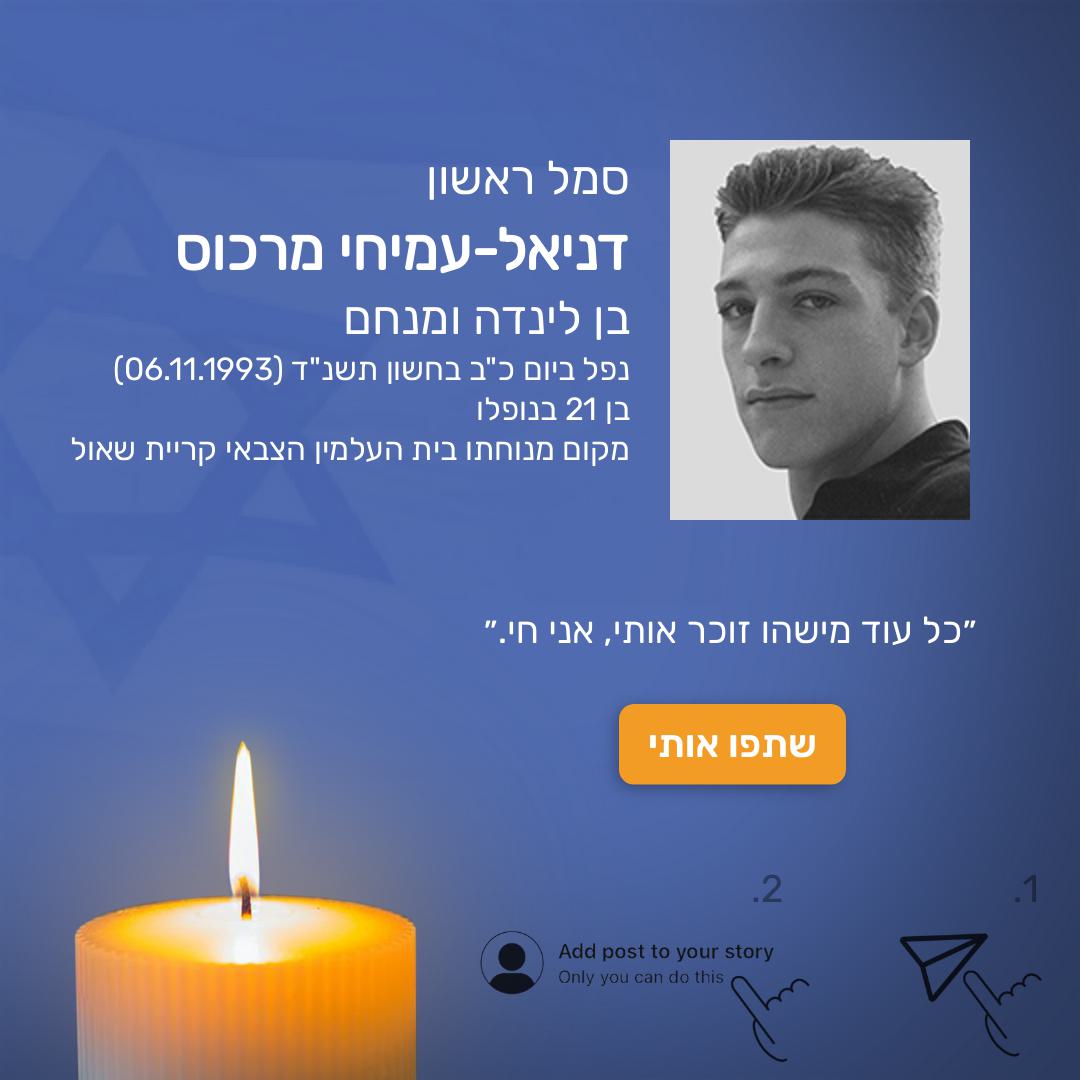 סמל ראשון
דניאל-עמיחי מרכוס
בן לינדה ומנחם
נפל ביום כ"ב בחשון תשנ"ד (06.11.1993)
בן 21 בנופלו
מקום מנוחתו בית העלמין הצבאי קריית שאול
״כל עוד מישהו זוכר אותי, אני חי.״
שתפו אותי
.1
.2
Add post to your story
Only you can do this